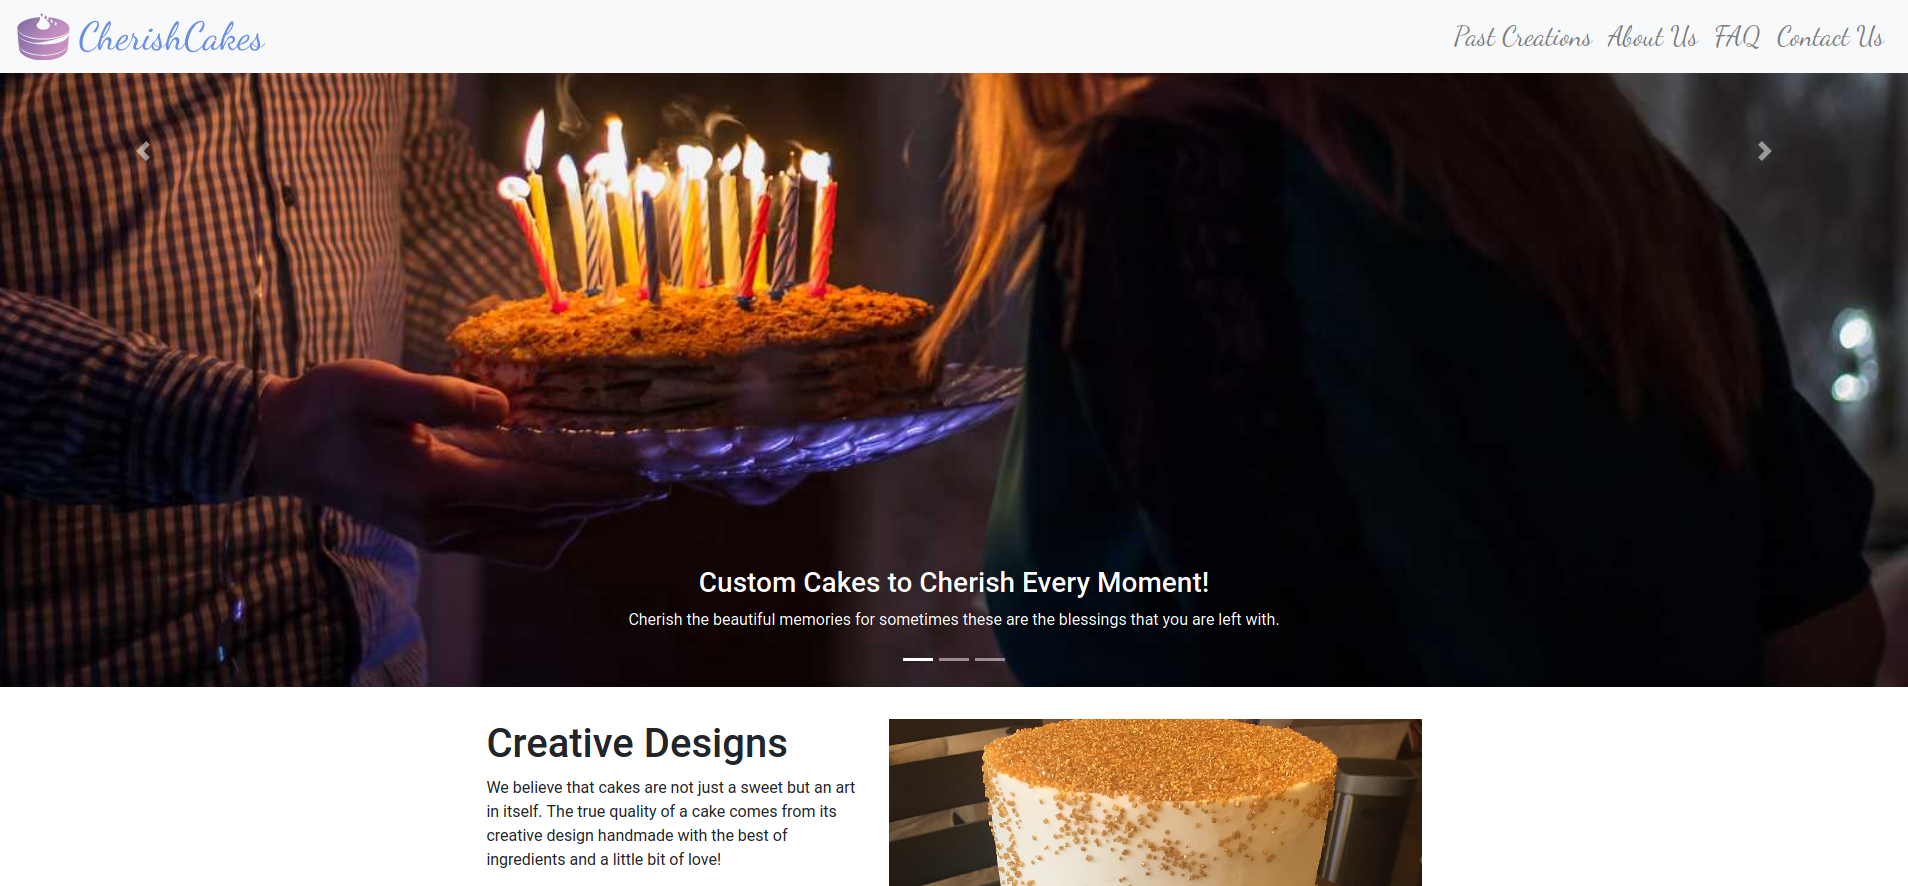 CherishCakes
Past Creations About Us FAQ Contact Us
Custom Cakes to Cherish Every Moment!
Cherish the beautiful memories for sometimes these are the blessings that you are left with.
Creative Designs
We believe that cakes are not just a sweet but an art
in itself. The true quality of a cake comes from its
creative design handmade with the best of
ingredients and a little bit of love!